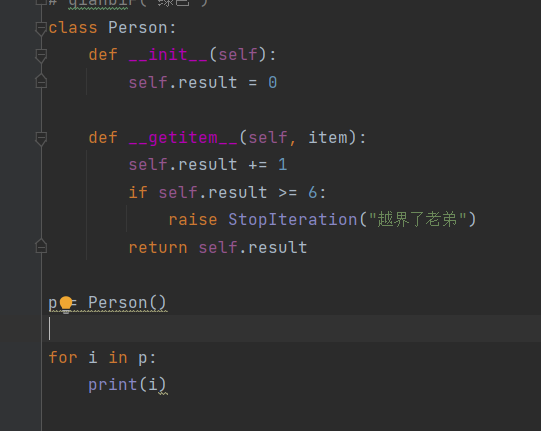 # qianbif("绿色")
class Person:
    def __init__(self):
        self.result = 0
    def __getitem__(self, item):
        self.result += 1
        if self.result >= 6:
            raise StopIteration("越界了老弟")
        return self.result
p = Person()
for i in p:
    print(i)